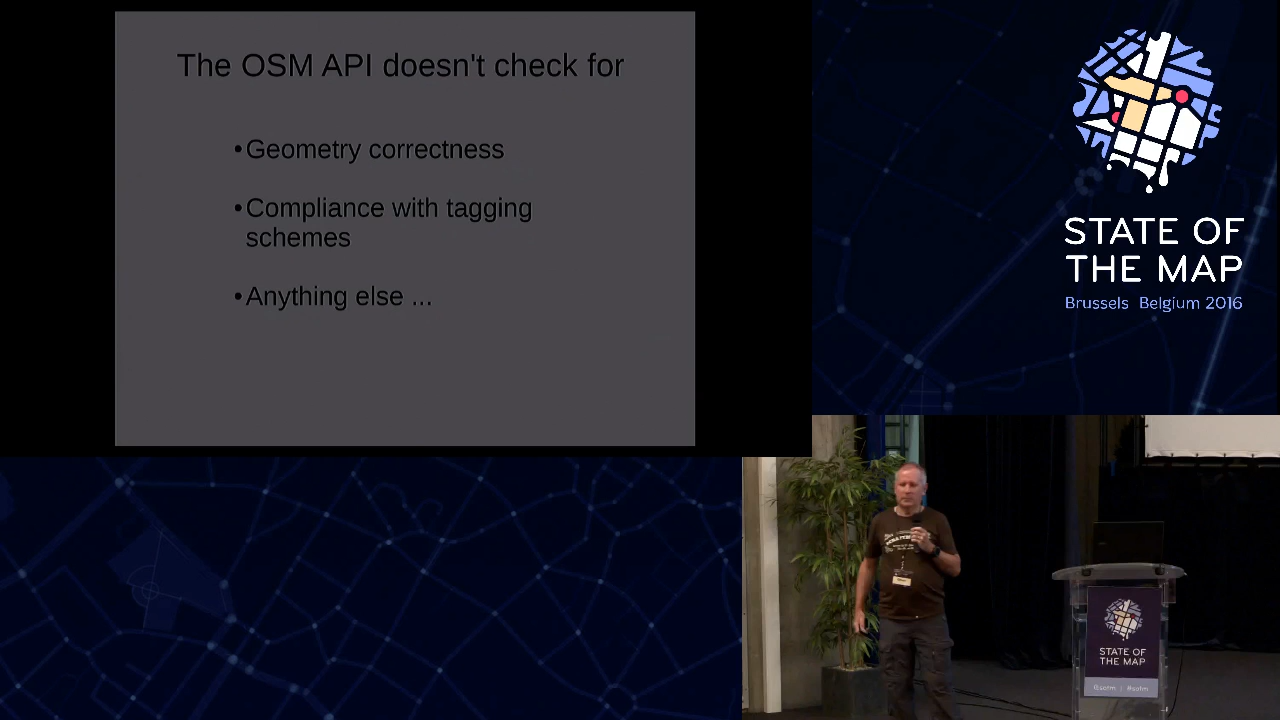 The OSM API doesn't check for
•Geometry correctness
•Compliance with tagging
schemes
•Anything else ...
STATE OF
THE MAP
Brussels Belgium 2016
STATE OF
THE MAP